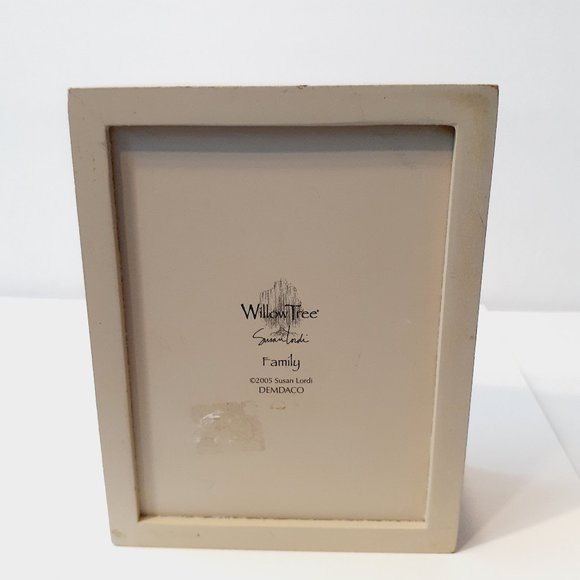 Willow Tree®
Susan Lordi
Family
©2005 Susan Lordi
DEMDACO